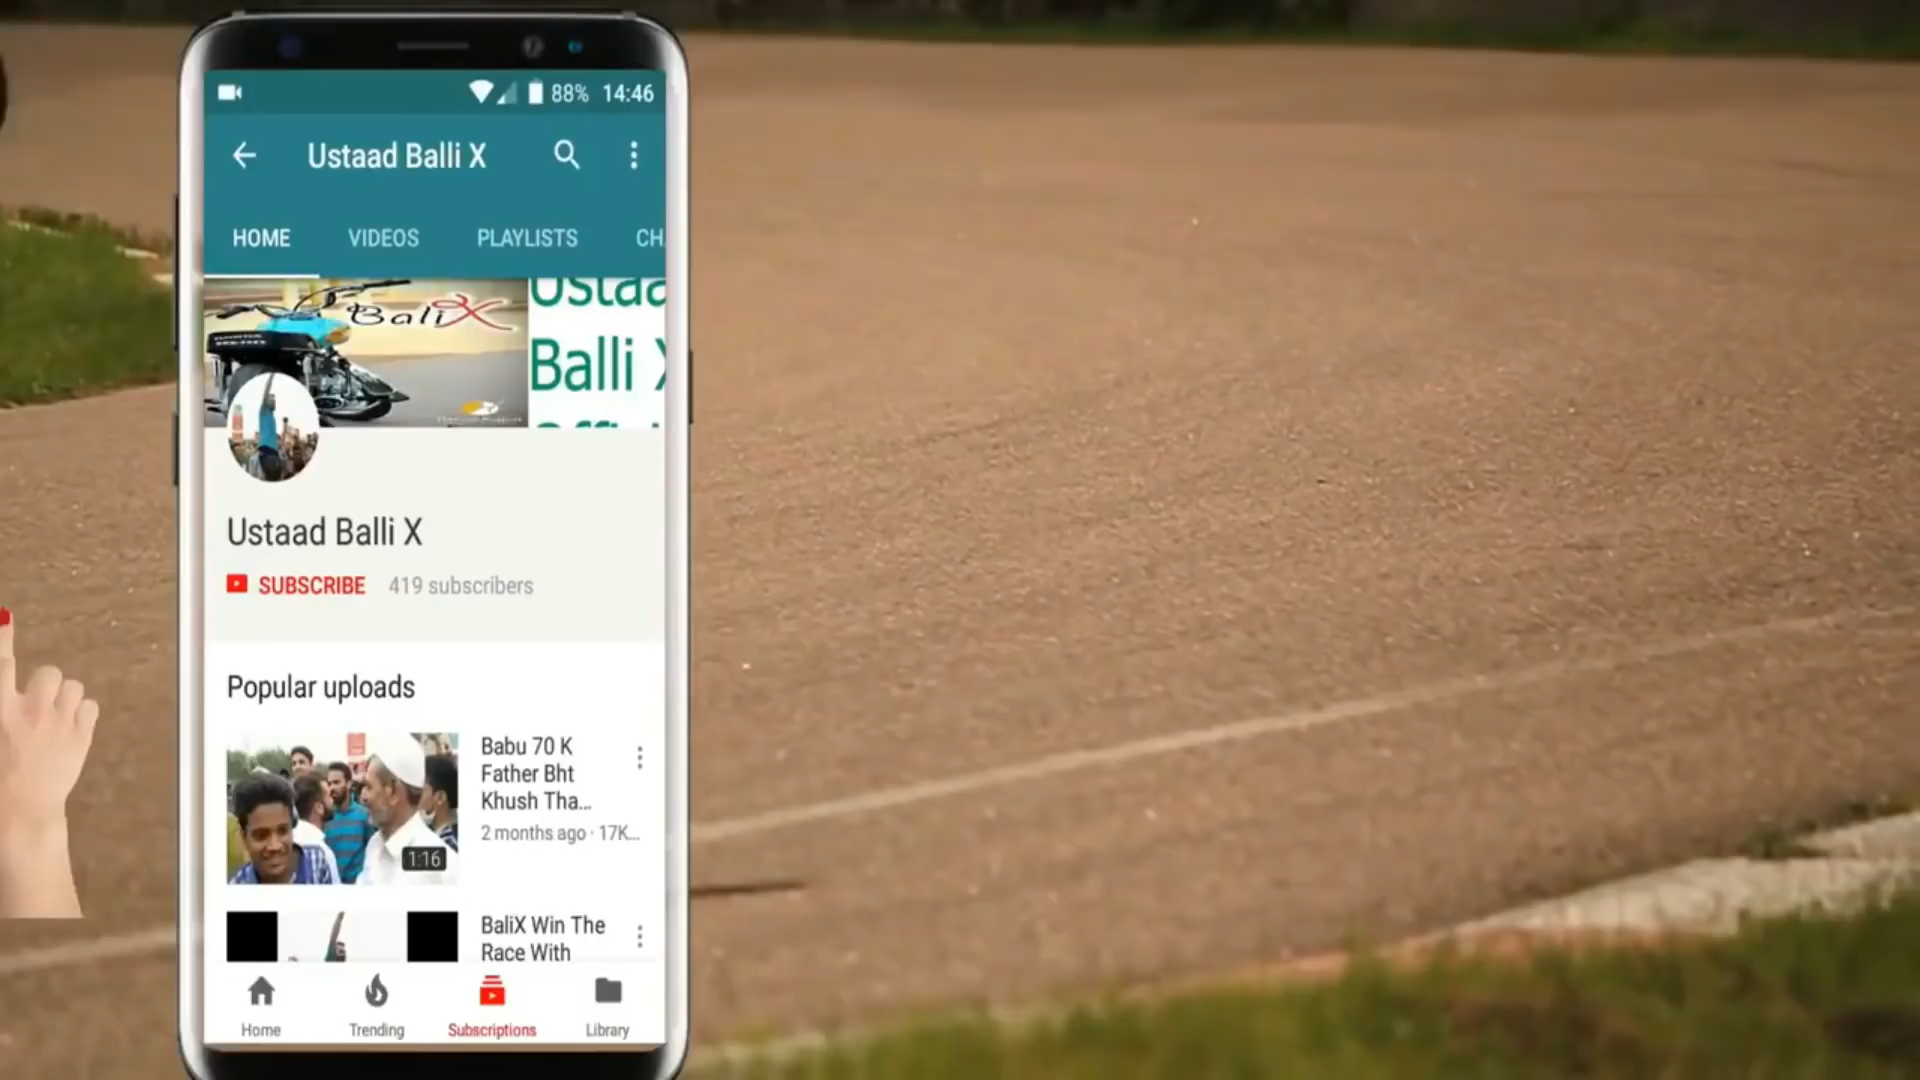 88% 14:46
Ustaad Balli X
HOME VIDEOS PLAYLISTS CH
BaliX
Ustaa
Balli X
Ustaad Balli X
SUBSCRIBE 419 subscribers
Popular uploads
Babu 70 K
Father Bht
Khush Tha...
2 months ago · 17K...
1:16
BaliX Win The
Race With
Home Trending Subscriptions Library